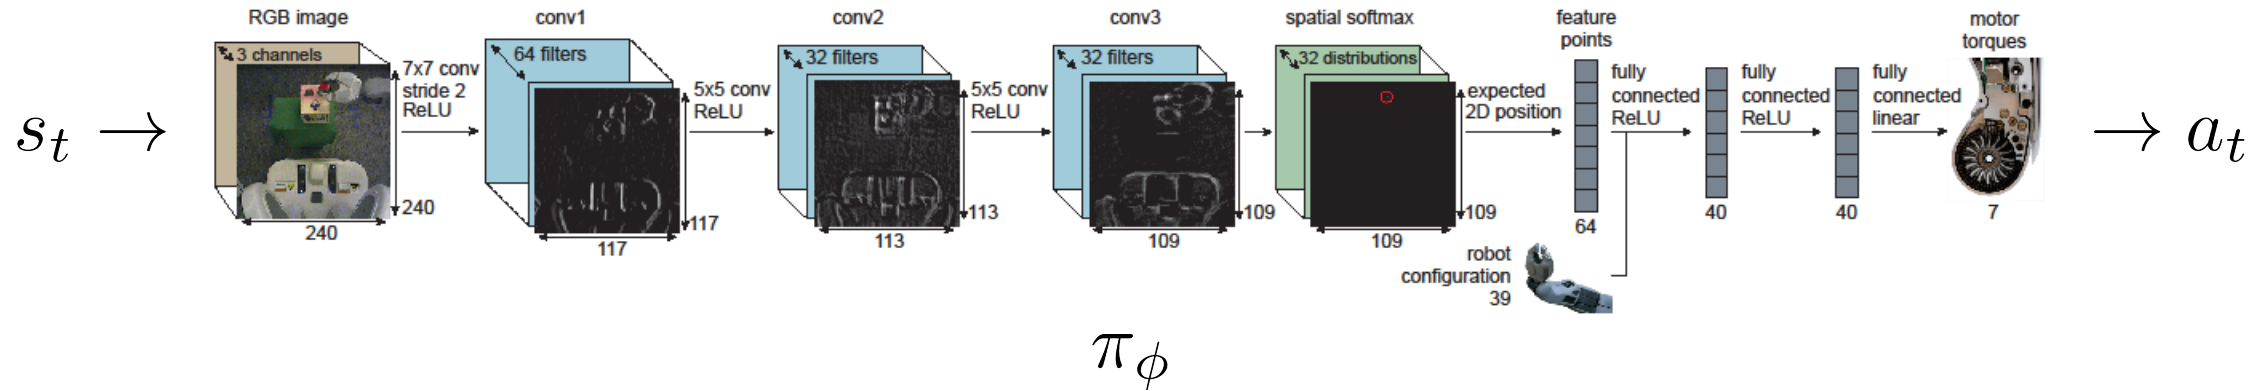 RGB image
conv1
conv2
conv3
spatial softmax
feature
points
motor
torques
3 channels
64 filters
32 filters
32 filters
32 distributions
7x7 conv
stride 2
ReLU
5x5 conv
ReLU
5x5 conv
ReLU
expected
2D position
fully
connected
ReLU
fully
connected
ReLU
fully
connected
linear
s_t →
→ a_t
240
240
117
117
113
113
109
109
109
109
64
40
40
7
robot
configuration
39
π_ϕ